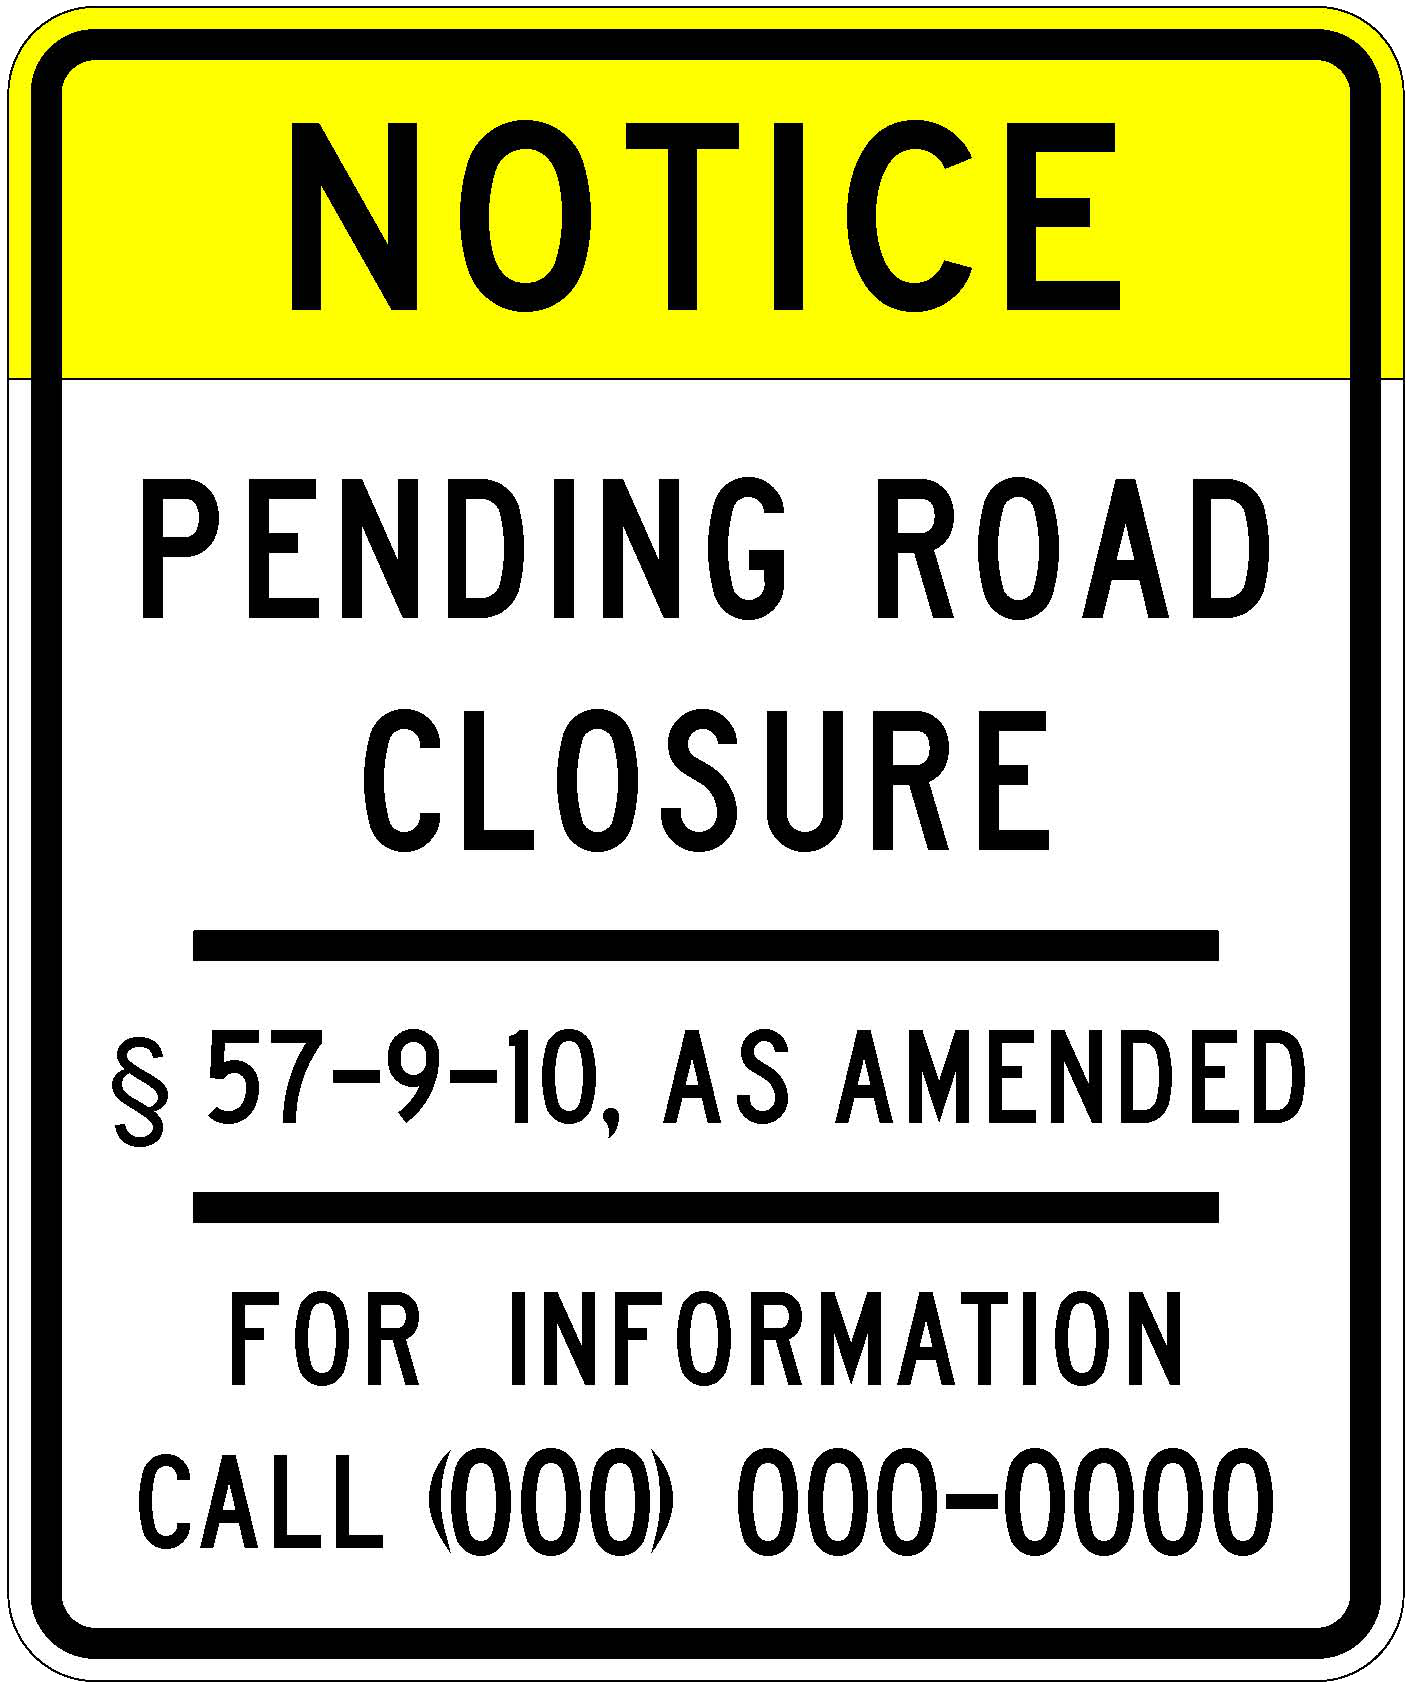 NOTICE
PENDING ROAD
CLOSURE
§ 57-9-10, AS AMENDED
FOR INFORMATION
CALL (000) 000-0000